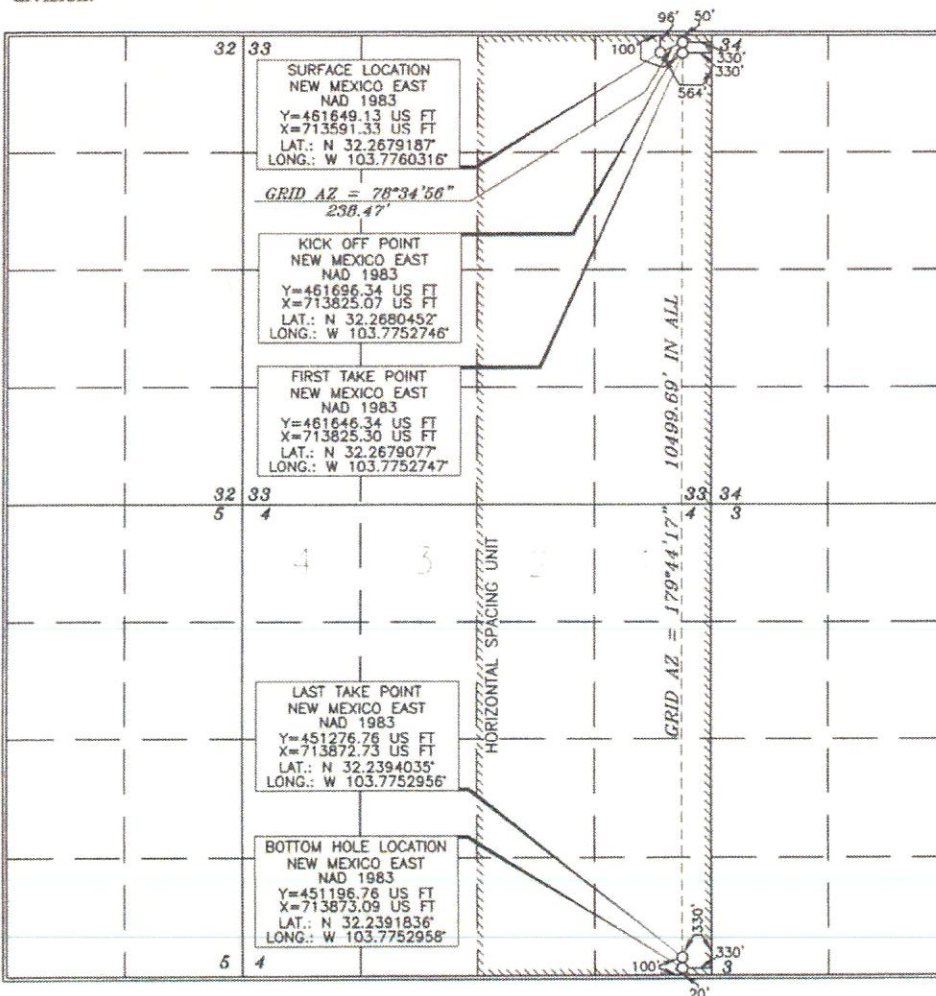 96' 50'
32 33 100' 34
330'
330'
564'
SURFACE LOCATION
NEW MEXICO EAST
NAD 1983
Y=461649.13 US FT
X=713591.33 US FT
LAT.: N 32.2679187°
LONG.: W 103.7760316°
GRID AZ = 78°34'56"
238.47'
KICK OFF POINT
NEW MEXICO EAST
NAD 1983
Y=461696.34 US FT
X=713825.07 US FT
LAT.: N 32.2680452°
LONG.: W 103.7752746°
FIRST TAKE POINT
NEW MEXICO EAST
NAD 1983
Y=461646.34 US FT
X=713825.30 US FT
LAT.: N 32.2679077°
LONG.: W 103.7752747°
GRID AZ = 179°44'17" 10499.69' IN ALL
32 33 33 34
5 4 4 3
4 3
HORIZONTAL SPACING UNIT
LAST TAKE POINT
NEW MEXICO EAST
NAD 1983
Y=451276.76 US FT
X=713872.73 US FT
LAT.: N 32.2394035°
LONG.: W 103.7752956°
BOTTOM HOLE LOCATION
NEW MEXICO EAST
NAD 1983
Y=451196.76 US FT
X=713873.09 US FT
LAT.: N 32.2391836°
LONG.: W 103.7752958°
330'
330'
5 4 100' 3
20'